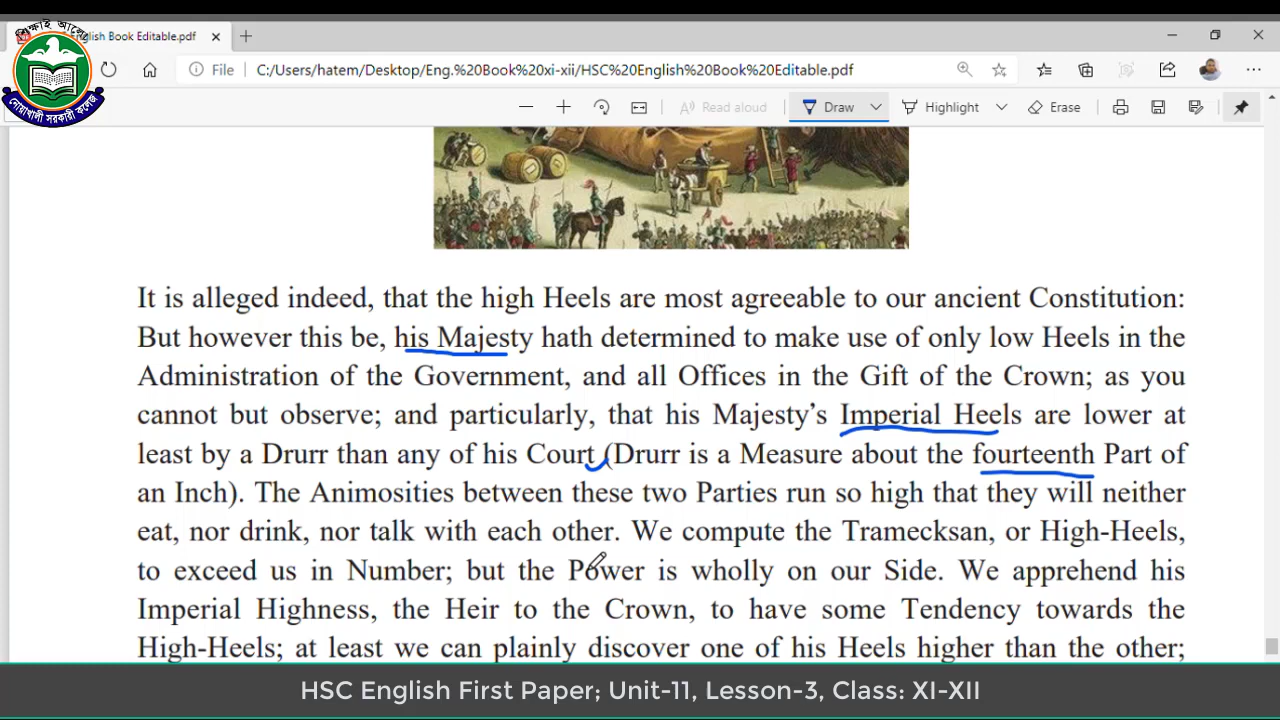 শিক্ষাই আলো
নোয়াখালী সরকারী কলেজ
English Book Editable.pdf
File
C:/Users/hatem/Desktop/Eng.%20Book%20xi-xii/HSC%20English%20Book%20Editable.pdf
Read aloud
Draw
Highlight
Erase
It is alleged indeed, that the high Heels are most agreeable to our ancient Constitution:
But however this be, his Majesty hath determined to make use of only low Heels in the
Administration of the Government, and all Offices in the Gift of the Crown; as you
cannot but observe; and particularly, that his Majesty’s Imperial Heels are lower at
least by a Drurr than any of his Court (Drurr is a Measure about the fourteenth Part of
an Inch). The Animosities between these two Parties run so high that they will neither
eat, nor drink, nor talk with each other. We compute the Tramecksan, or High-Heels,
to exceed us in Number; but the Power is wholly on our Side. We apprehend his
Imperial Highness, the Heir to the Crown, to have some Tendency towards the
High-Heels; at least we can plainly discover one of his Heels higher than the other;
HSC English First Paper; Unit-11, Lesson-3, Class: XI-XII